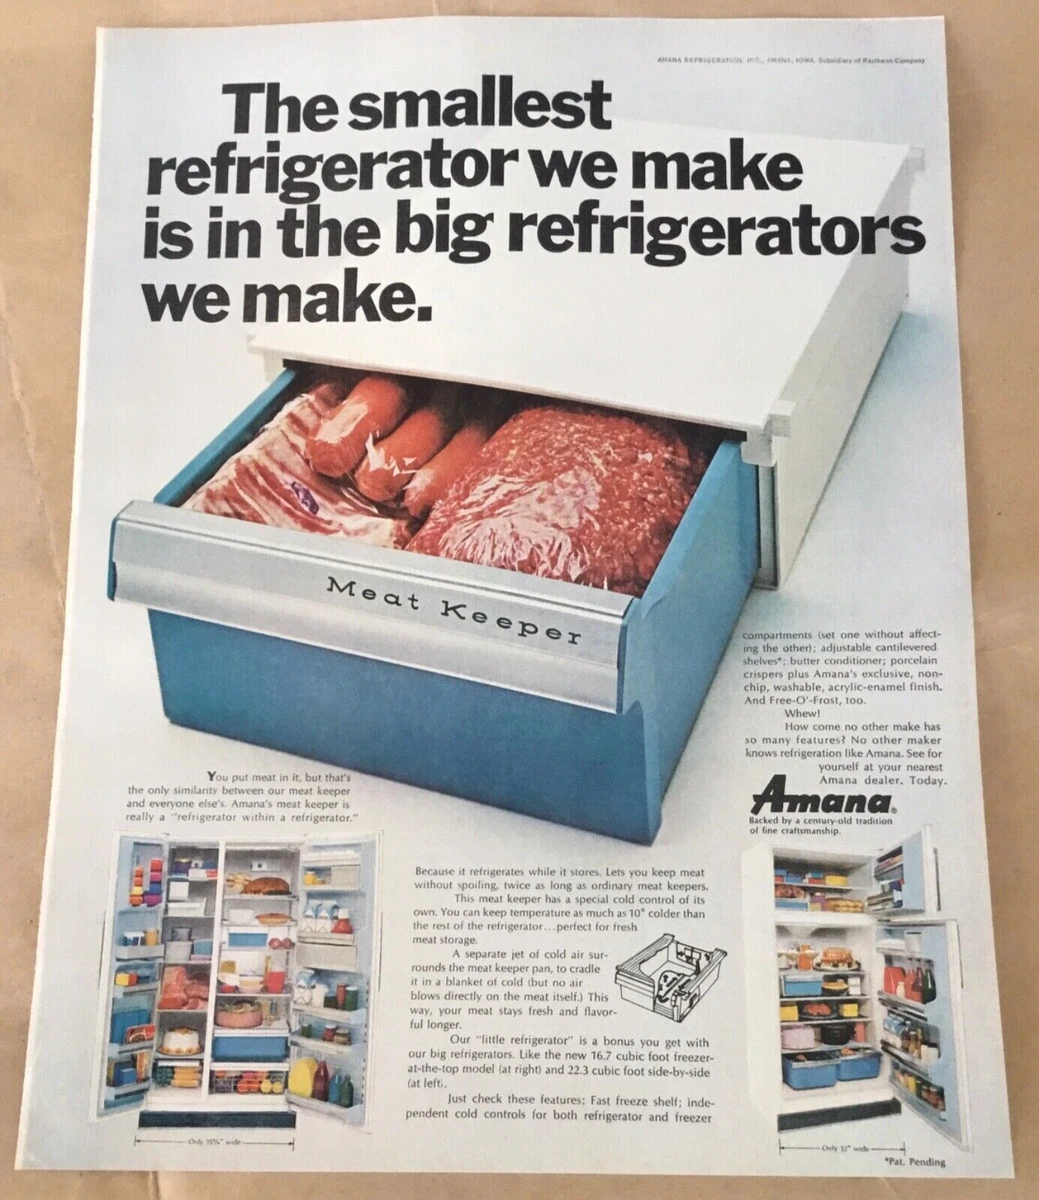 AMANA REFRIGERATION, INC., AMANA, IOWA. Subsidiary of Raytheon Company
The smallest
refrigerator we make
is in the big refrigerators
we make.
Meat Keeper
You put meat in it, but that's
the only similarity between our meat keeper
and everyone else's. Amana's meat keeper is
really a "refrigerator within a refrigerator."
Only 35¾" wide
Because it refrigerates while it stores. Lets you keep meat
without spoiling, twice as long as ordinary meat keepers.
This meat keeper has a special cold control of its
own. You can keep temperature as much as 10° colder than
the rest of the refrigerator...perfect for fresh
meat storage.
A separate jet of cold air sur-
rounds the meat keeper pan, to cradle
it in a blanket of cold (but no air
blows directly on the meat itself.) This
way, your meat stays fresh and flavor-
ful longer.
Our "little refrigerator" is a bonus you get with
our big refrigerators. Like the new 16.7 cubic foot freezer-
at-the-top model (at right) and 22.3 cubic foot side-by-side
(at left).
Just check these features: Fast freeze shelf; inde-
pendent cold controls for both refrigerator and freezer
compartments (set one without affect-
ing the other); adjustable cantilevered
shelves*; butter conditioner; porcelain
crispers plus Amana's exclusive, non-
chip, washable, acrylic-enamel finish.
And Free-O'-Frost, too.
Whew!
How come no other make has
so many features? No other maker
knows refrigeration like Amana. See for
yourself at your nearest
Amana dealer. Today.
Amana®
Backed by a century-old tradition
of fine craftsmanship.
Only 32" wide
*Pat. Pending